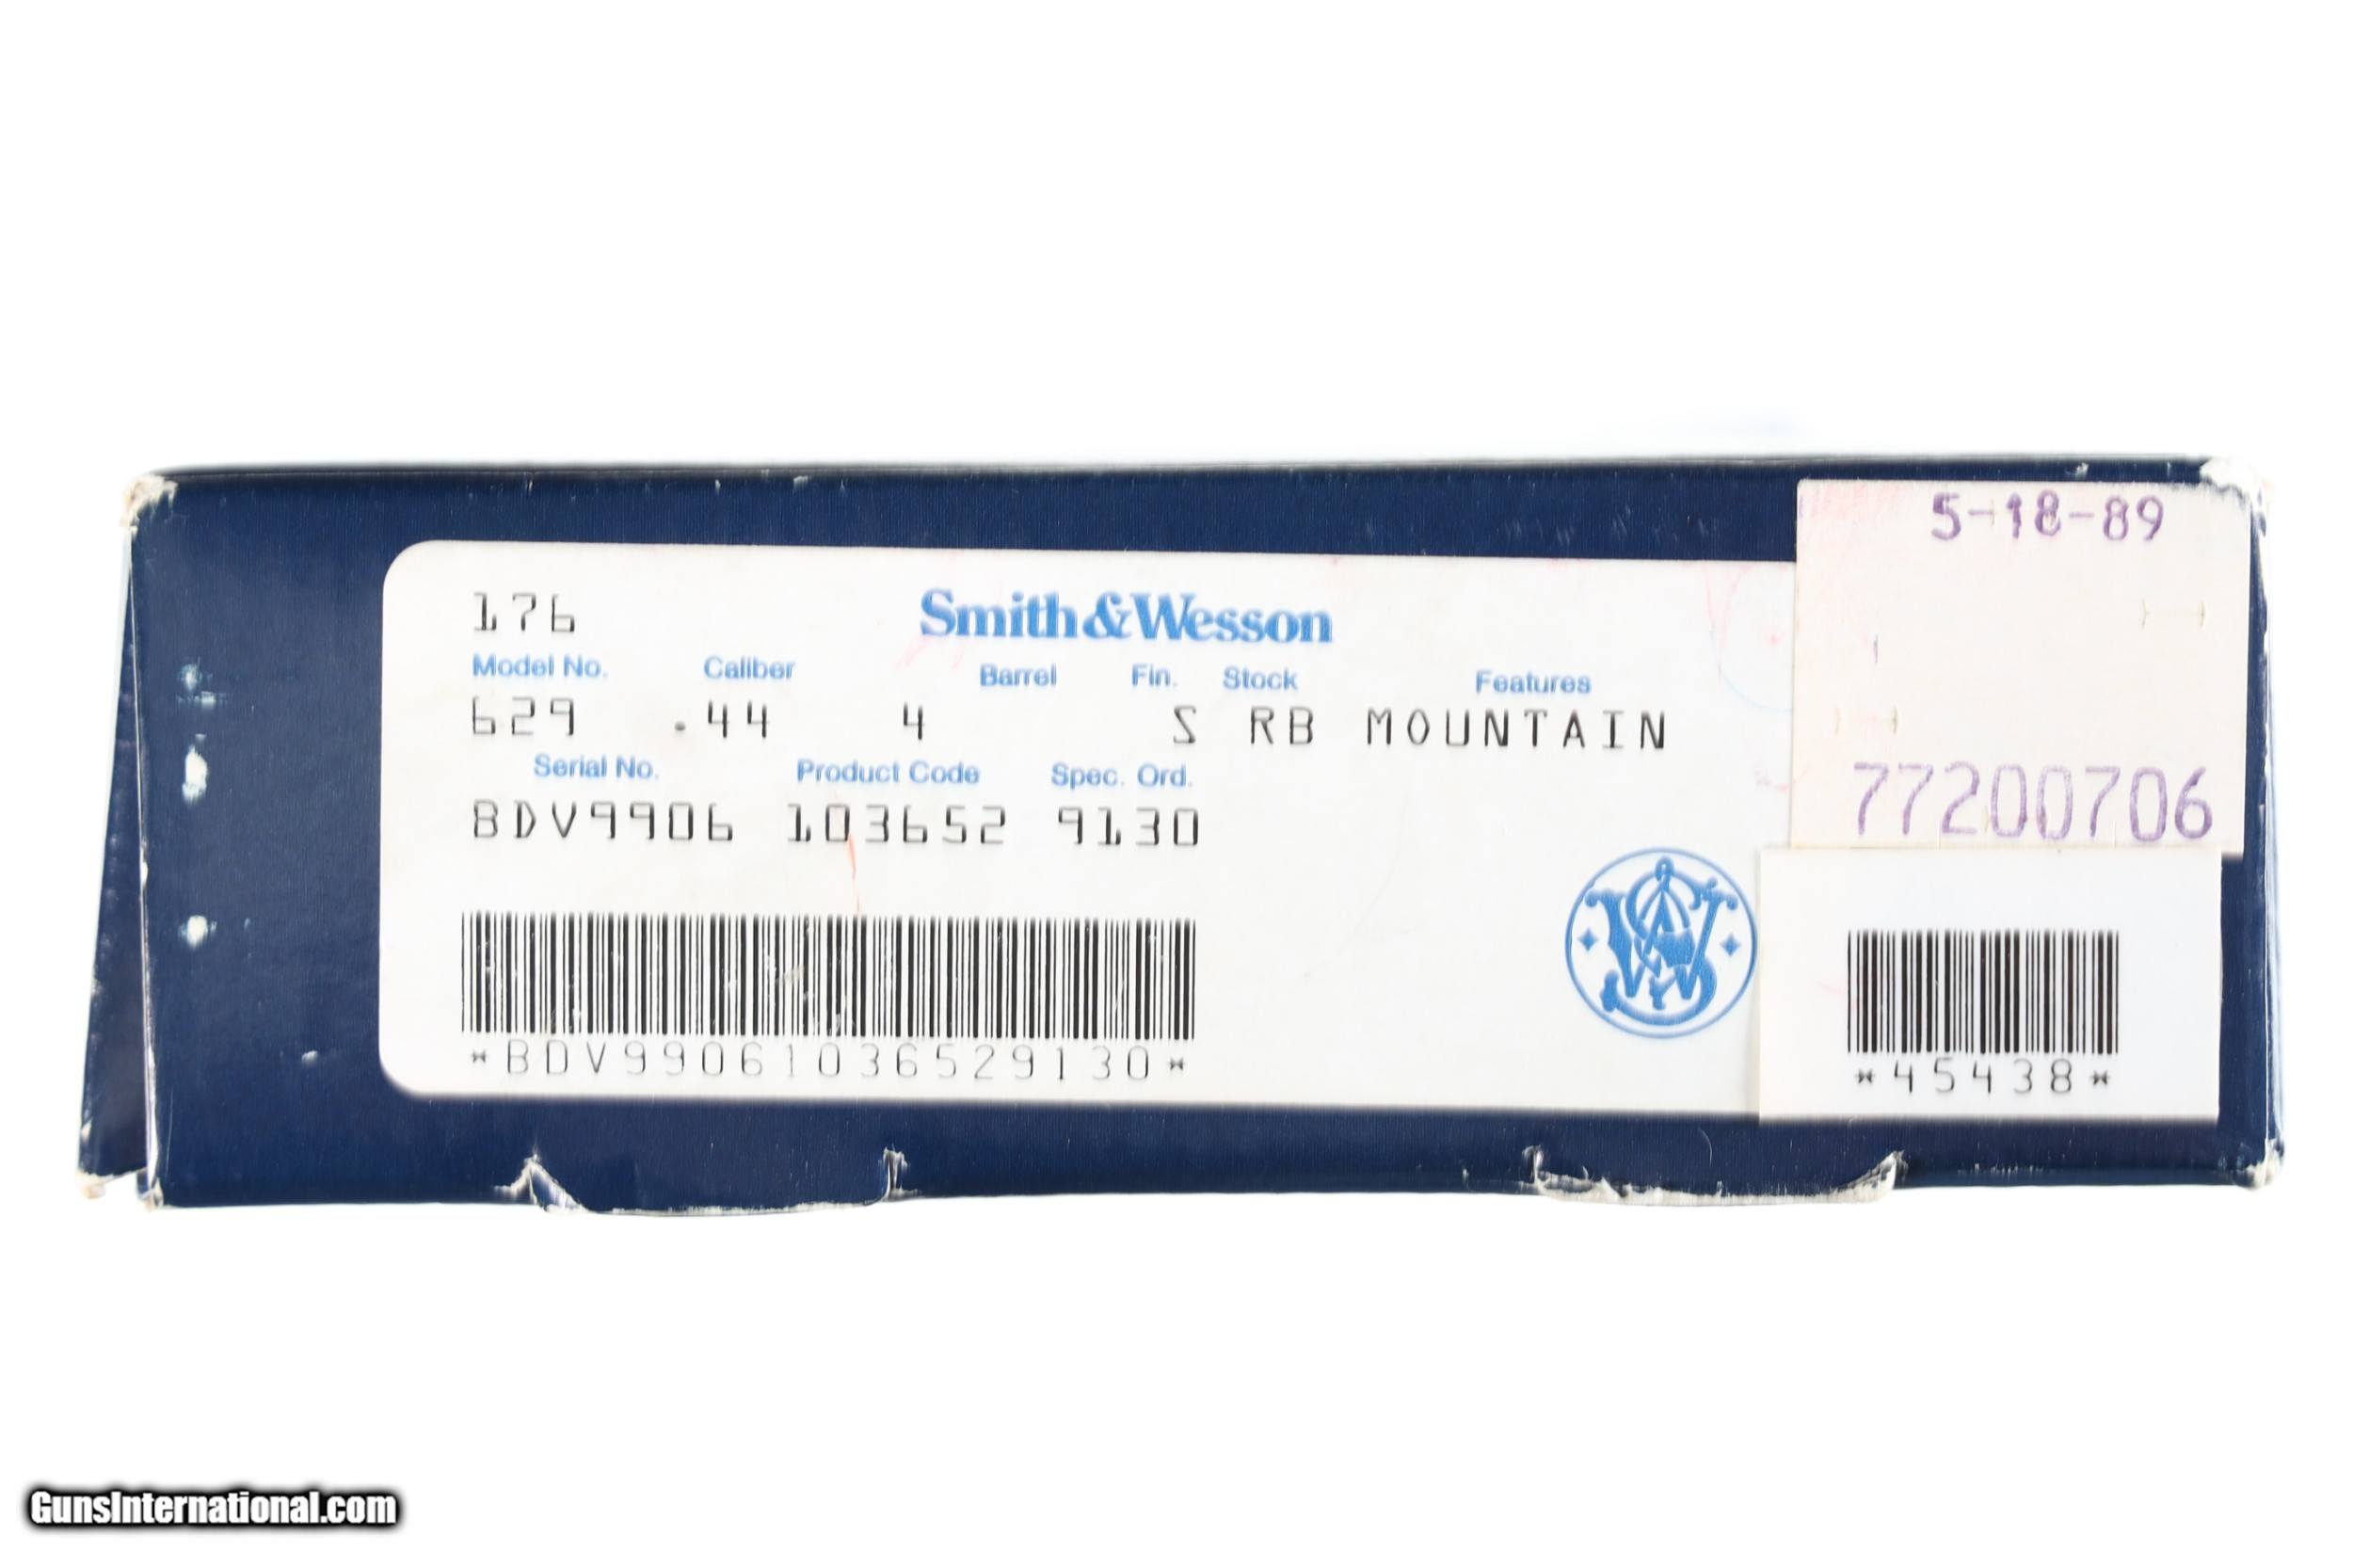 5-18-89
176
Smith & Wesson
Model No. Caliber Barrel Fin. Stock Features
629 .44 4 S RB MOUNTAIN
Serial No. Product Code Spec. Ord.
BDV9906 103652 9130
77200706
*BDV99061036529130*
*45438*
GunsInternational.com